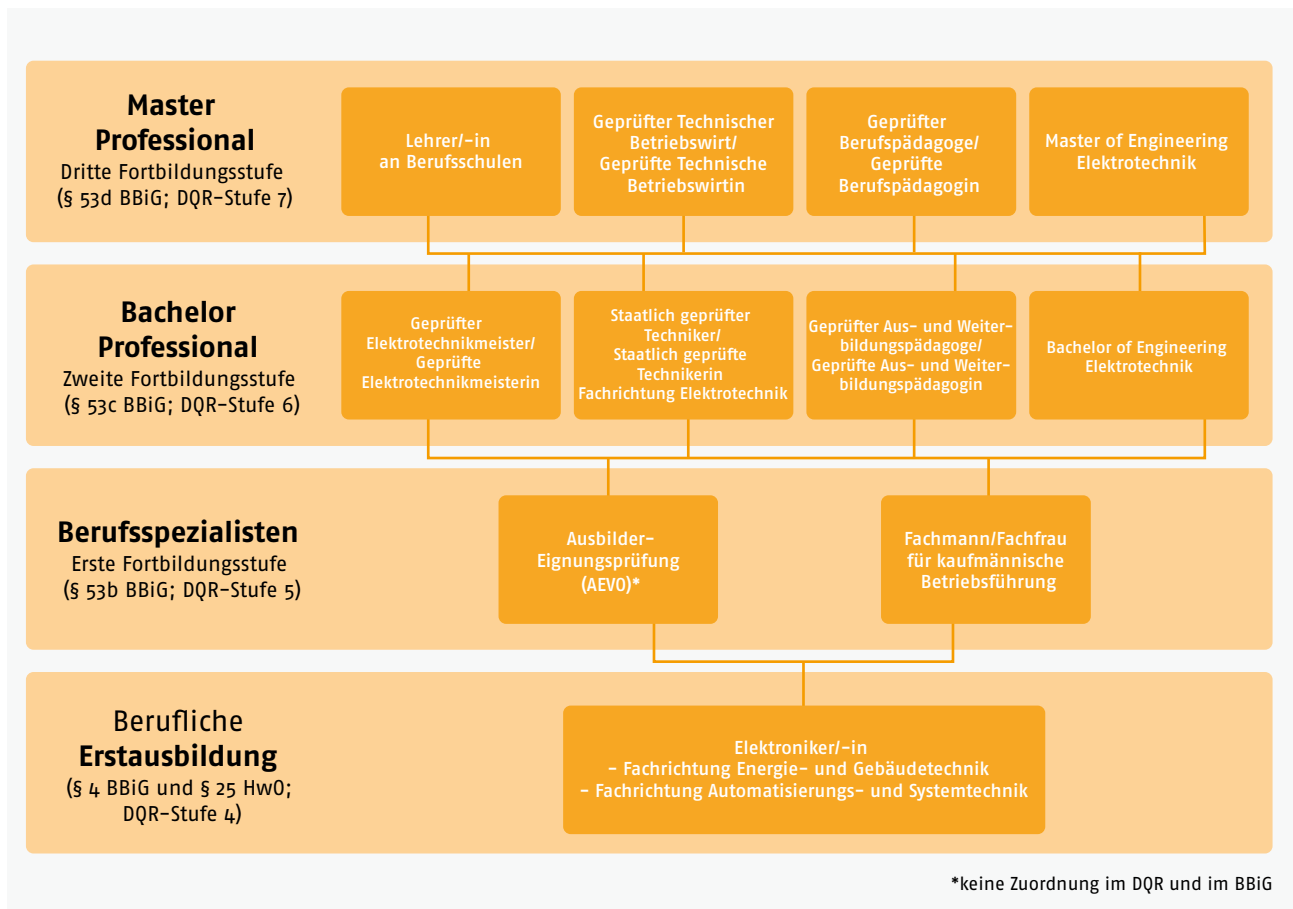 Master
Professional
Dritte Fortbildungsstufe
(§ 53d BBiG; DQR-Stufe 7)
Lehrer/-in
an Berufsschulen
Geprüfter Technischer
Betriebswirt/
Geprüfte Technische
Betriebswirtin
Geprüfter
Berufspädagoge/
Geprüfte
Berufspädagogin
Master of Engineering
Elektrotechnik
Bachelor
Professional
Zweite Fortbildungsstufe
(§ 53c BBiG; DQR-Stufe 6)
Geprüfter
Elektrotechnikmeister/
Geprüfte
Elektrotechnikmeisterin
Staatlich geprüfter
Techniker/
Staatlich geprüfte
Technikerin
Fachrichtung Elektrotechnik
Geprüfter Aus- und Weiter-
bildungspädagoge/
Geprüfte Aus- und Weiter-
bildungspädagogin
Bachelor of Engineering
Elektrotechnik
Berufsspezialisten
Erste Fortbildungsstufe
(§ 53b BBiG; DQR-Stufe 5)
Ausbilder-
Eignungsprüfung
(AEVO)*
Fachmann/Fachfrau
für kaufmännische
Betriebsführung
Berufliche
Erstausbildung
(§ 4 BBiG und § 25 HwO;
DQR-Stufe 4)
Elektroniker/-in
- Fachrichtung Energie- und Gebäudetechnik
- Fachrichtung Automatisierungs- und Systemtechnik
*keine Zuordnung im DQR und im BBiG